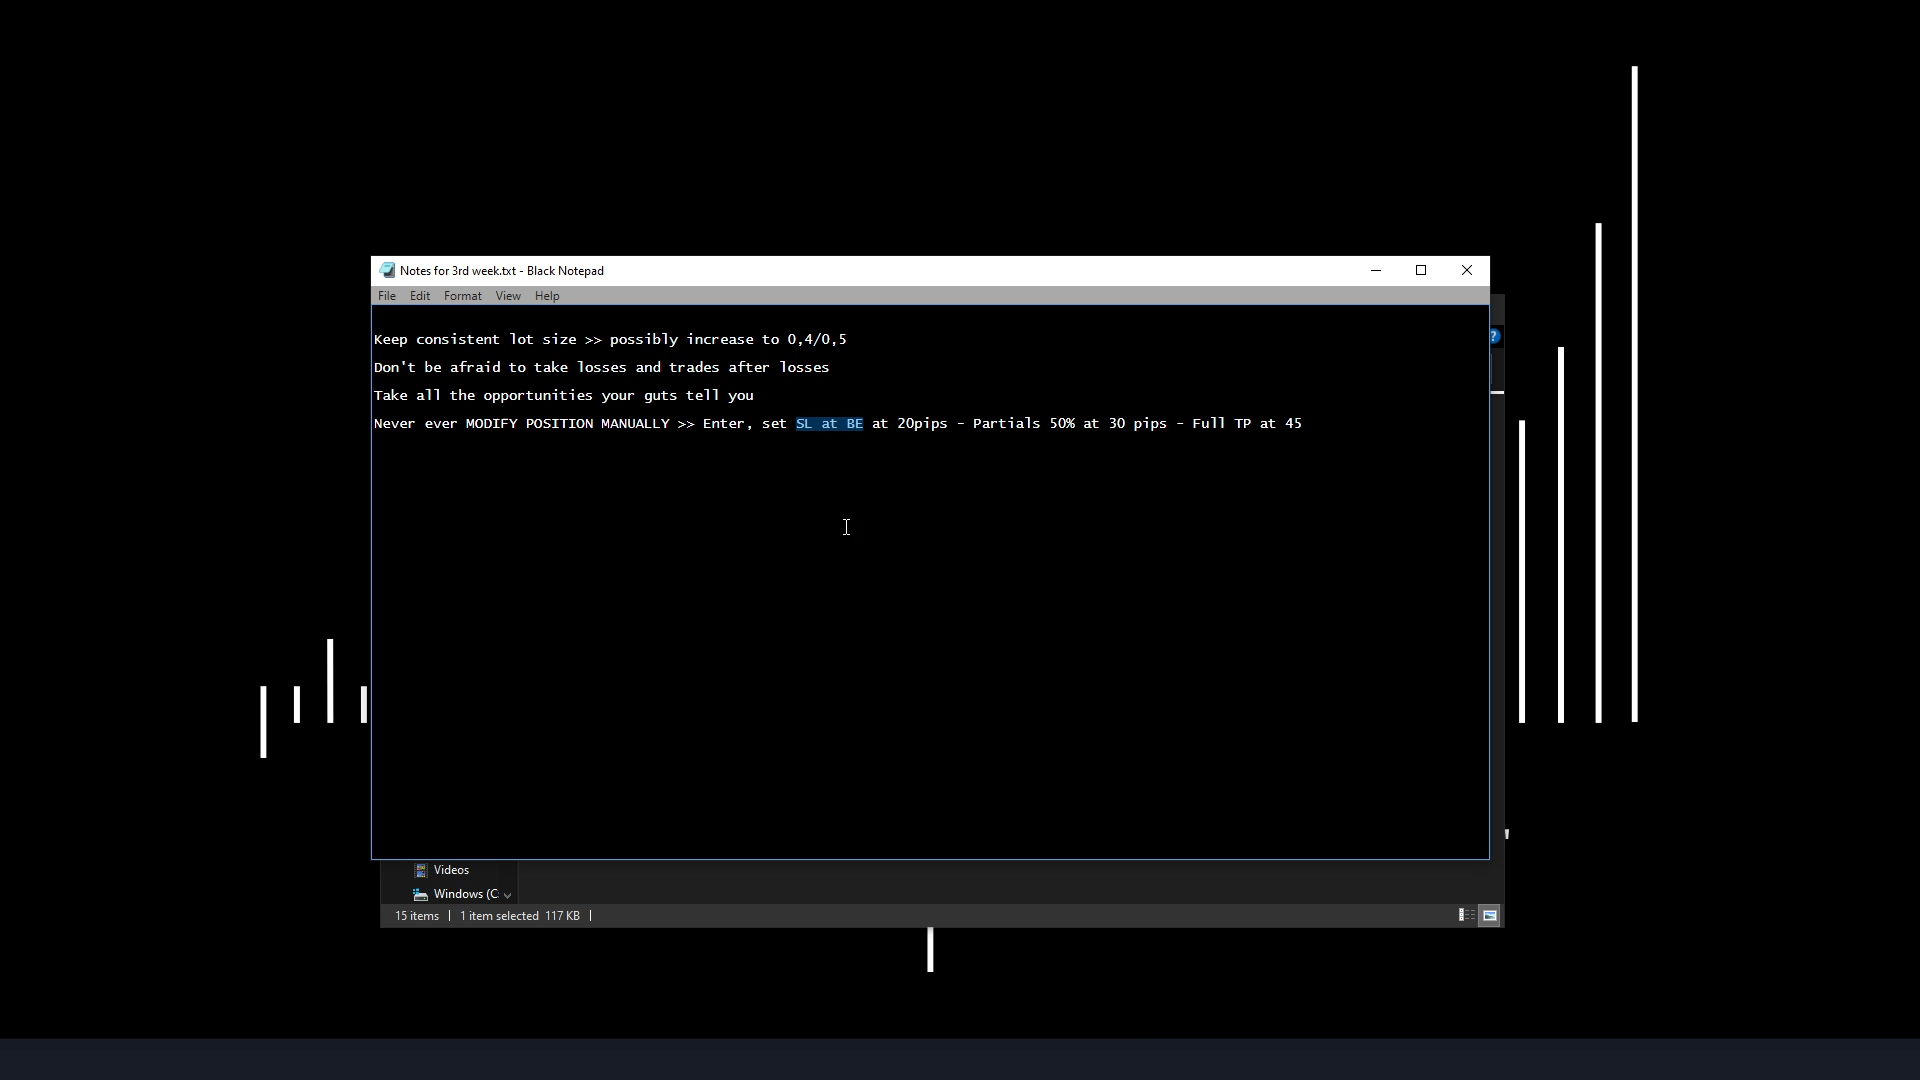 Notes for 3rd week.txt - Black Notepad
File Edit Format View Help
Keep consistent lot size >> possibly increase to 0,4/0,5
Don't be afraid to take losses and trades after losses
Take all the opportunities your guts tell you
Never ever MODIFY POSITION MANUALLY >> Enter, set SL at BE at 20pips - Partials 50% at 30 pips - Full TP at 45
Videos
Windows (C:
15 items | 1 item selected 117 KB |